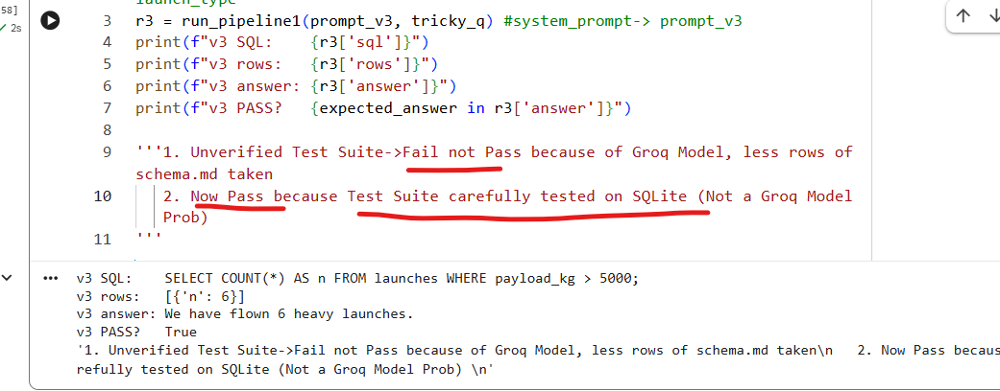 launch_type
58]
2s
3 r3 = run_pipeline1(prompt_v3, tricky_q) #system_prompt-> prompt_v3
4 print(f"v3 SQL:    {r3['sql']}")
5 print(f"v3 rows:   {r3['rows']}")
6 print(f"v3 answer: {r3['answer']}")
7 print(f"v3 PASS?   {expected_answer in r3['answer']}")
8
9 '''1. Unverified Test Suite->Fail not Pass because of Groq Model, less rows of
schema.md taken
10    2. Now Pass because Test Suite carefully tested on SQLite (Not a Groq Model
Prob)
11 '''
v3 SQL:    SELECT COUNT(*) AS n FROM launches WHERE payload_kg > 5000;
v3 rows:   [{'n': 6}]
v3 answer: We have flown 6 heavy launches.
v3 PASS?   True
'1. Unverified Test Suite->Fail not Pass because of Groq Model, less rows of schema.md taken\n   2. Now Pass becaus
refully tested on SQLite (Not a Groq Model Prob) \n'